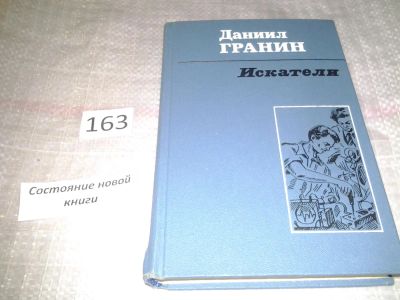 Даниил
ГРАНИН
Искатели
163
Состояние новой
книги